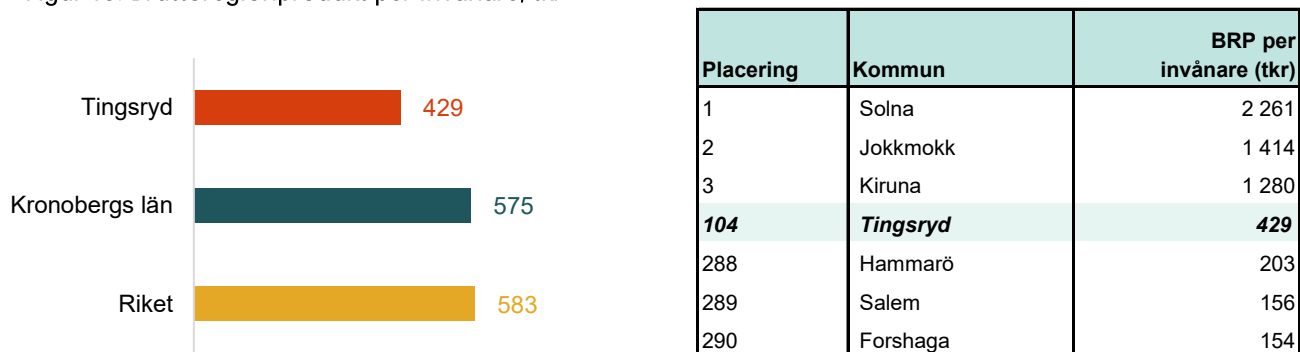 Tingsryd
429
Kronobergs län
575
Riket
583
BRP per
Placering Kommun invånare (tkr)
1 Solna 2 261
2 Jokkmokk 1 414
3 Kiruna 1 280
104 Tingsryd 429
288 Hammarö 203
289 Salem 156
290 Forshaga 154